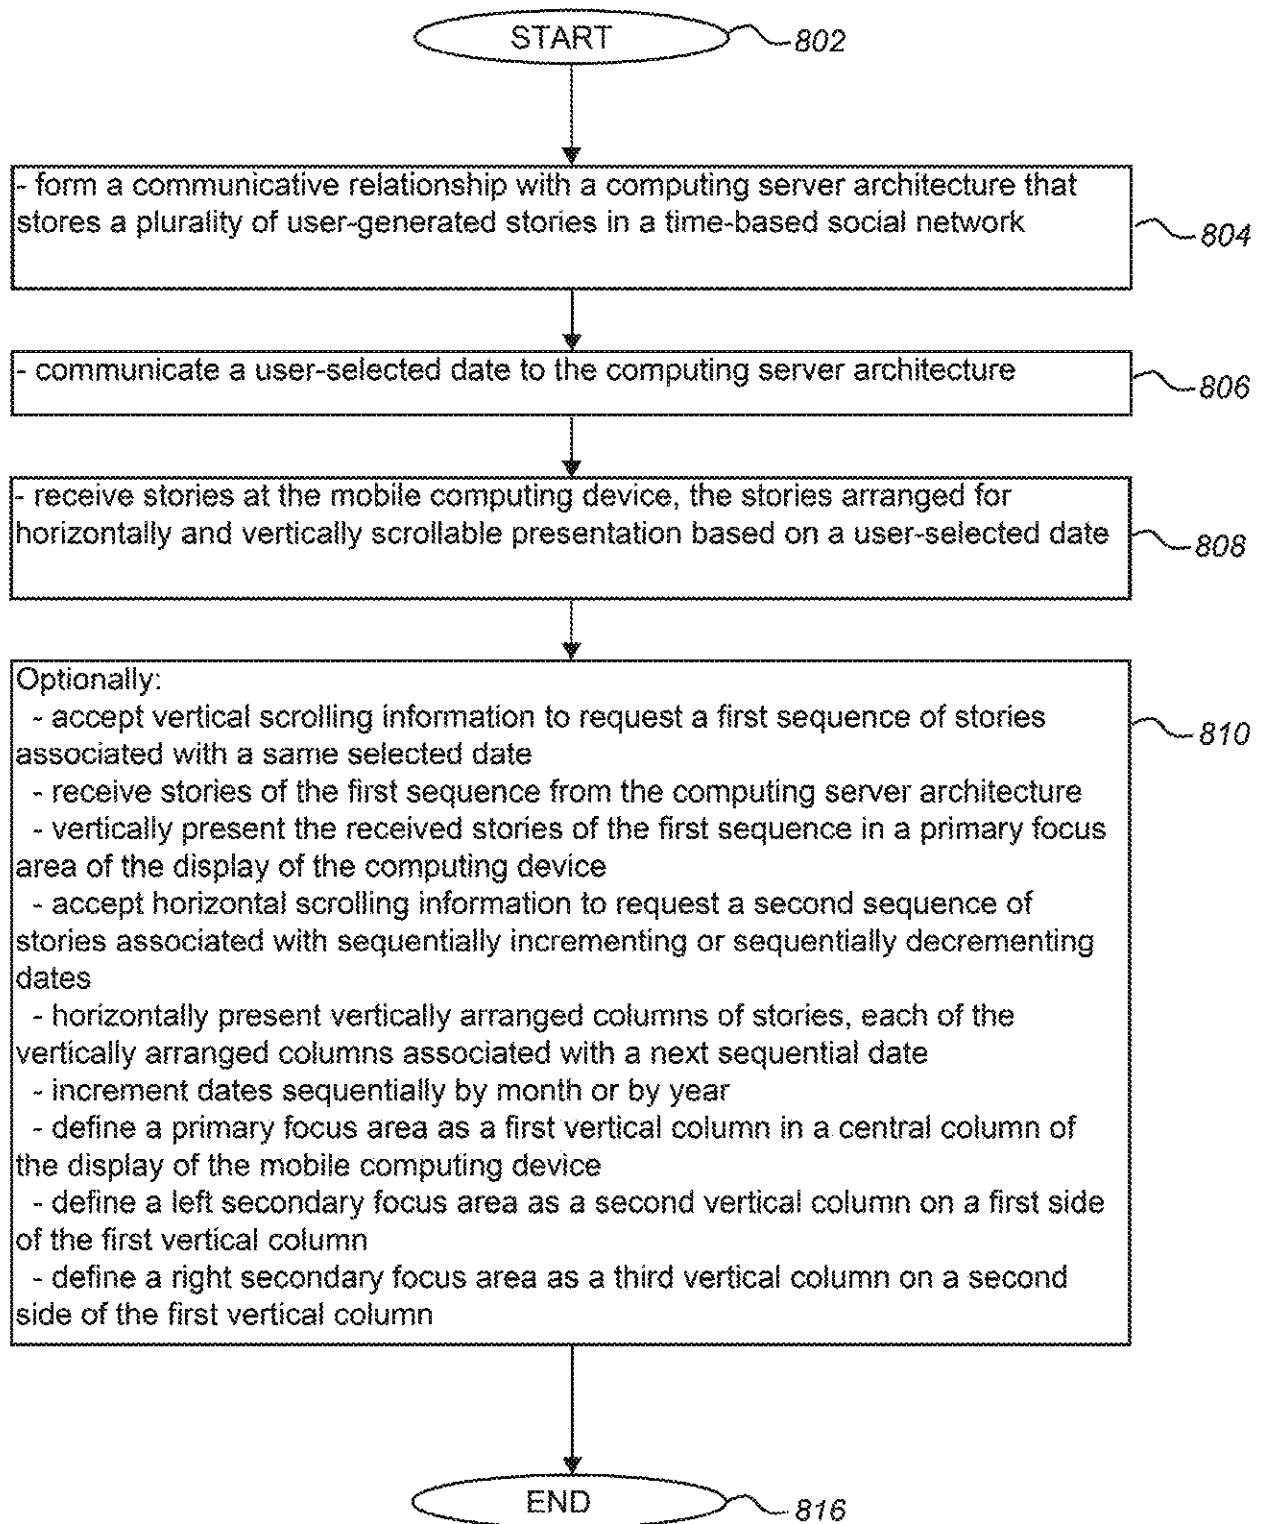 START
802
- form a communicative relationship with a computing server architecture that
stores a plurality of user-generated stories in a time-based social network
804
- communicate a user-selected date to the computing server architecture
806
- receive stories at the mobile computing device, the stories arranged for
horizontally and vertically scrollable presentation based on a user-selected date
808
Optionally:
- accept vertical scrolling information to request a first sequence of stories
associated with a same selected date
- receive stories of the first sequence from the computing server architecture
- vertically present the received stories of the first sequence in a primary focus
area of the display of the computing device
- accept horizontal scrolling information to request a second sequence of
stories associated with sequentially incrementing or sequentially decrementing
dates
- horizontally present vertically arranged columns of stories, each of the
vertically arranged columns associated with a next sequential date
- increment dates sequentially by month or by year
- define a primary focus area as a first vertical column in a central column of
the display of the mobile computing device
- define a left secondary focus area as a second vertical column on a first side
of the first vertical column
- define a right secondary focus area as a third vertical column on a second
side of the first vertical column
810
END
816